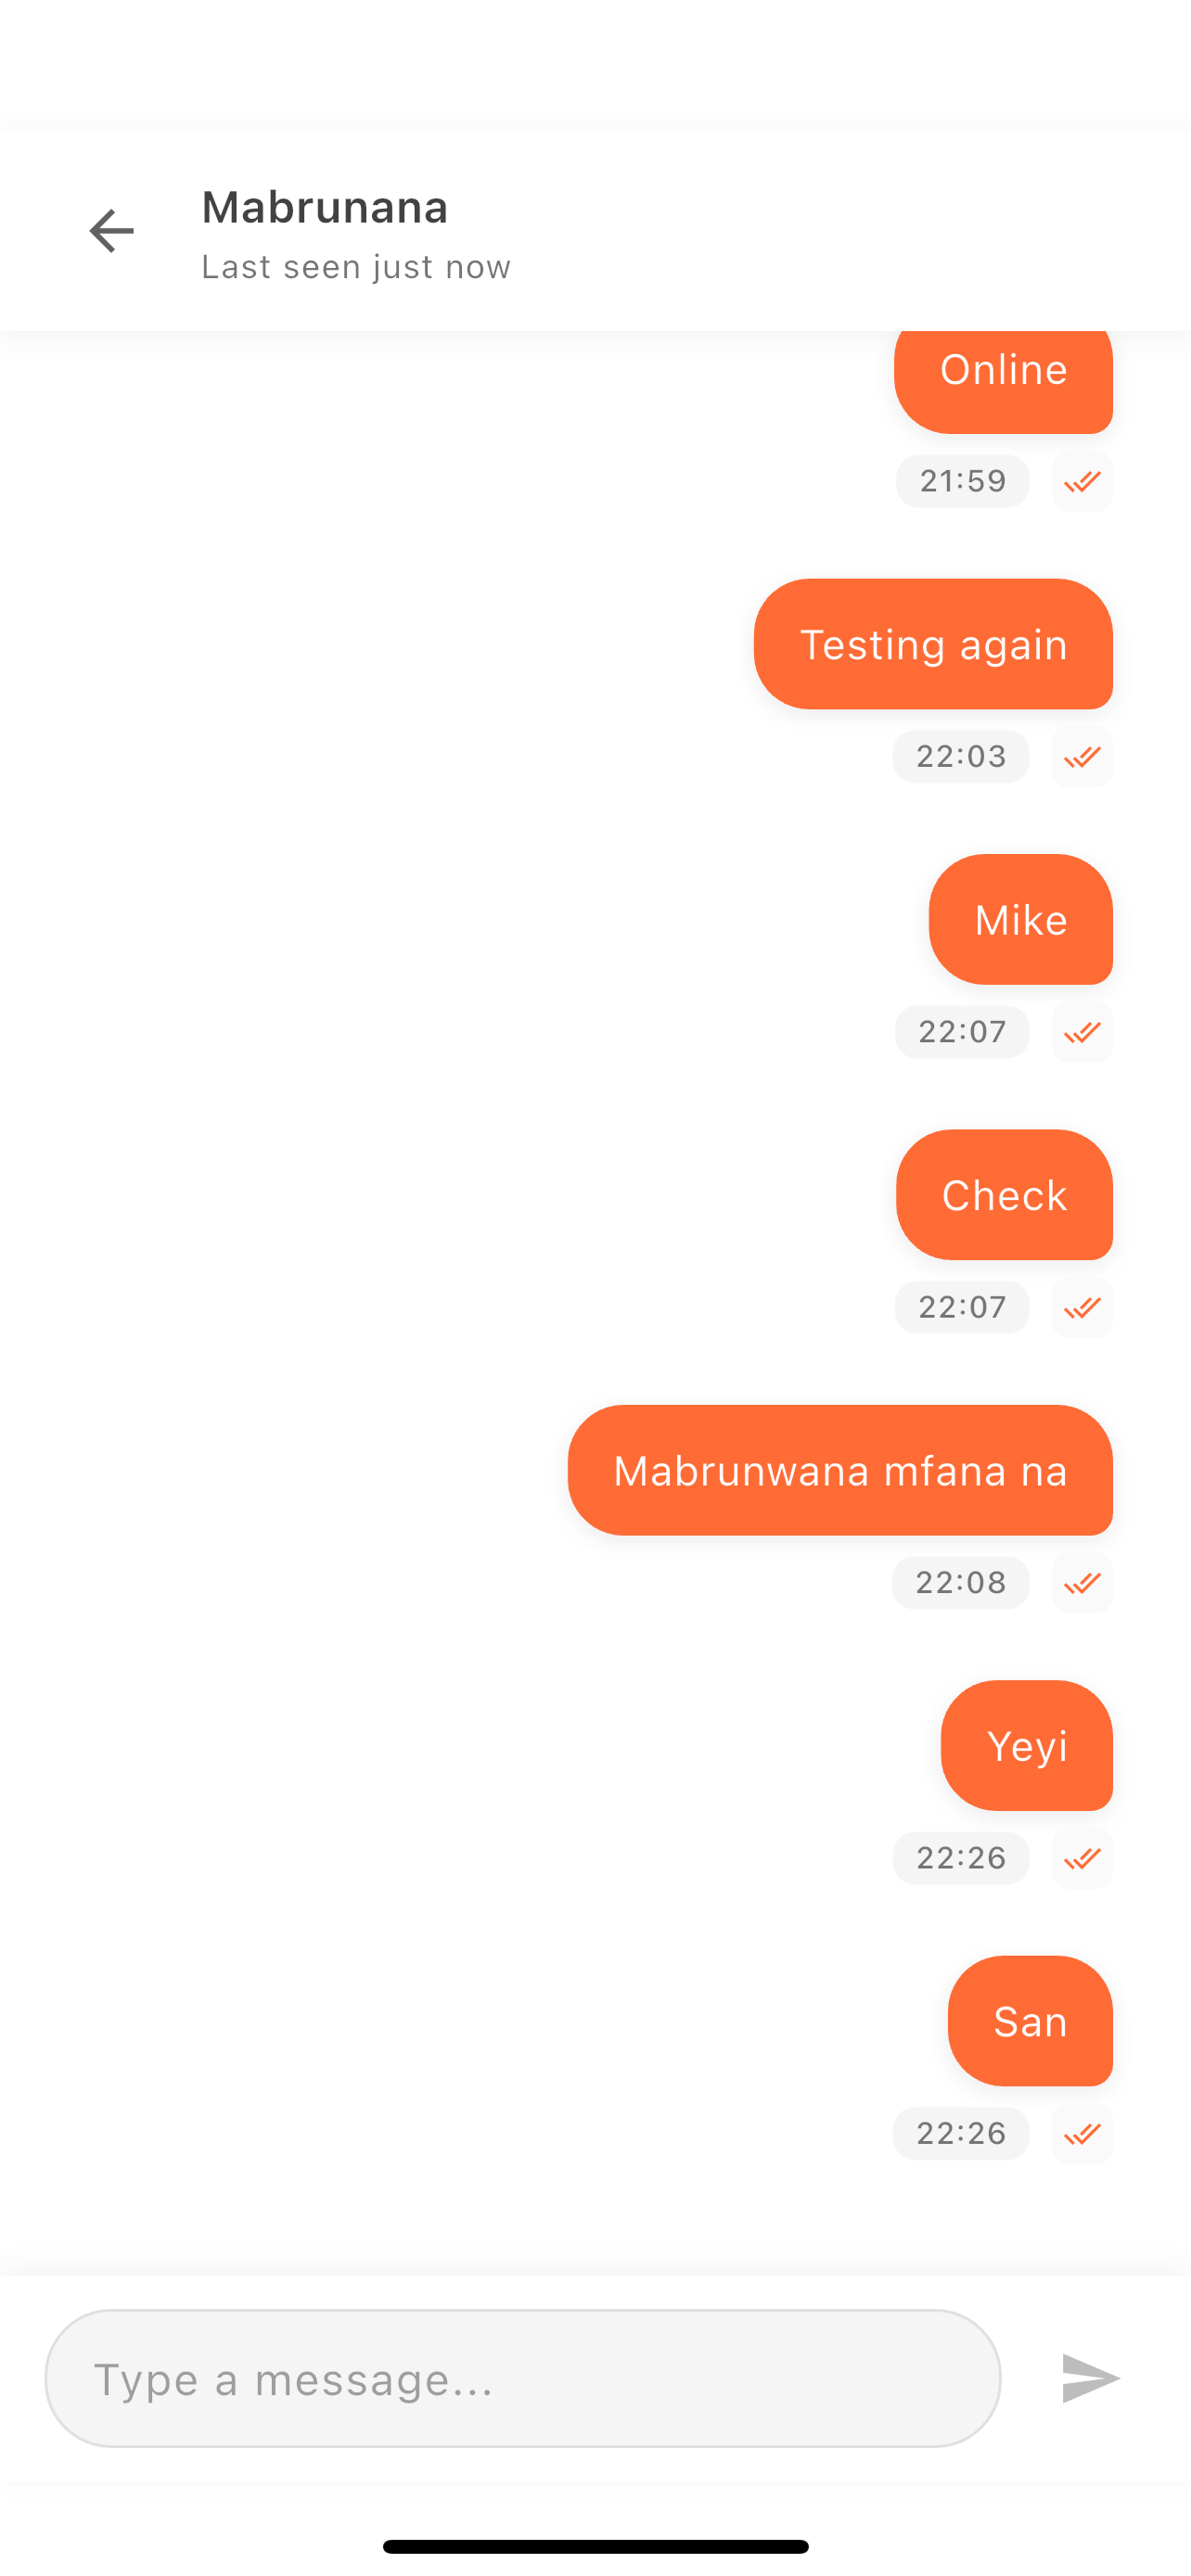 Mabrunana
Last seen just now
Online
21:59
Testing again
22:03
Mike
22:07
Check
22:07
Mabrunwana mfana na
22:08
Yeyi
22:26
San
22:26
Type a message...